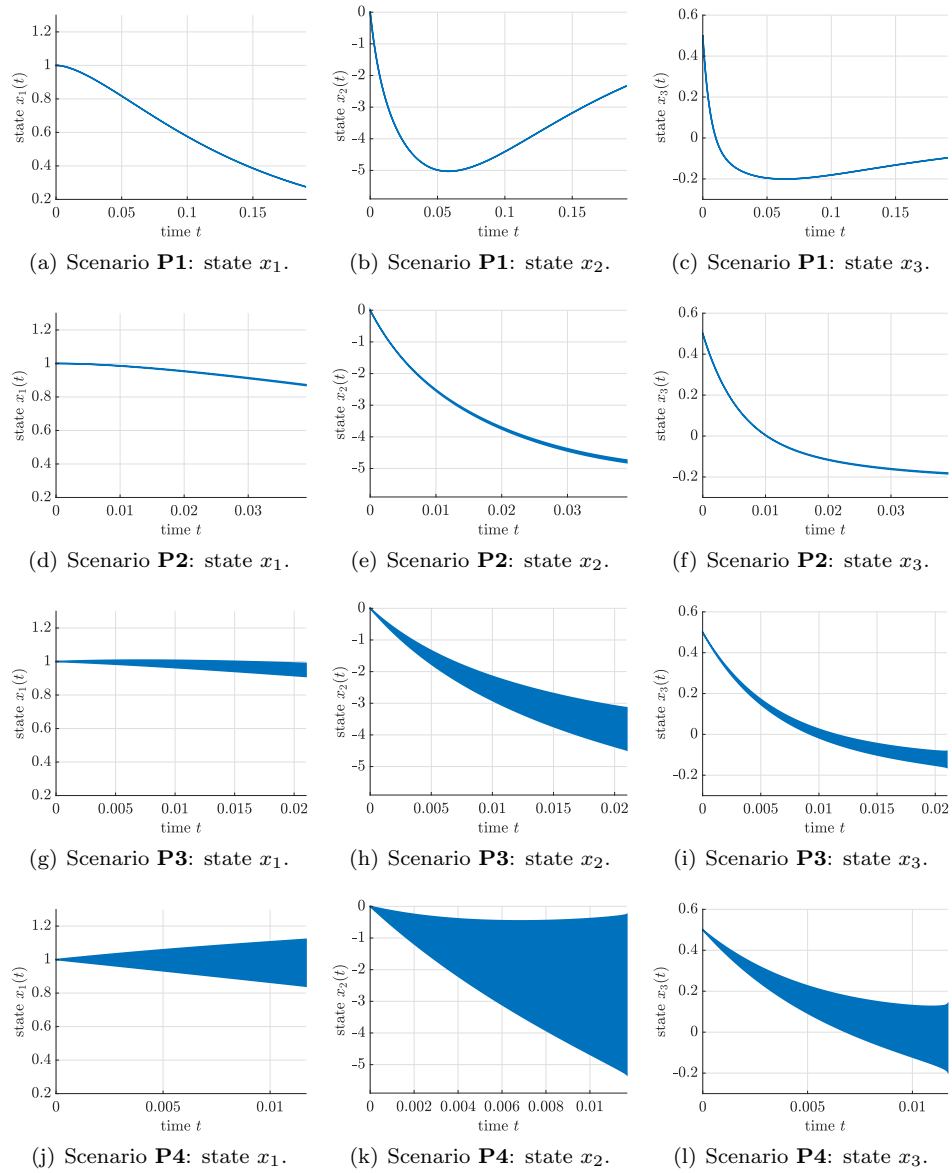 1.2
1
0.8
0.6
0.4
0.2
state x₁(t)
0 0.05 0.1 0.15
time t
(a) Scenario P1: state x₁.
0
-1
-2
-3
-4
-5
state x₂(t)
0 0.05 0.1 0.15
time t
(b) Scenario P1: state x₂.
0.6
0.4
0.2
0
-0.2
state x₃(t)
0 0.05 0.1 0.15
time t
(c) Scenario P1: state x₃.
1.2
1
0.8
0.6
0.4
0.2
state x₁(t)
0 0.01 0.02 0.03
time t
(d) Scenario P2: state x₁.
0
-1
-2
-3
-4
-5
state x₂(t)
0 0.01 0.02 0.03
time t
(e) Scenario P2: state x₂.
0.6
0.4
0.2
0
-0.2
state x₃(t)
0 0.01 0.02 0.03
time t
(f) Scenario P2: state x₃.
1.2
1
0.8
0.6
0.4
0.2
state x₁(t)
0 0.005 0.01 0.015 0.02
time t
(g) Scenario P3: state x₁.
0
-1
-2
-3
-4
-5
state x₂(t)
0 0.005 0.01 0.015 0.02
time t
(h) Scenario P3: state x₂.
0.6
0.4
0.2
0
-0.2
state x₃(t)
0 0.005 0.01 0.015 0.02
time t
(i) Scenario P3: state x₃.
1.2
1
0.8
0.6
0.4
0.2
state x₁(t)
0 0.005 0.01
time t
(j) Scenario P4: state x₁.
0
-1
-2
-3
-4
-5
state x₂(t)
0 0.002 0.004 0.006 0.008 0.01
time t
(k) Scenario P4: state x₂.
0.6
0.4
0.2
0
-0.2
state x₃(t)
0 0.005 0.01
time t
(l) Scenario P4: state x₃.